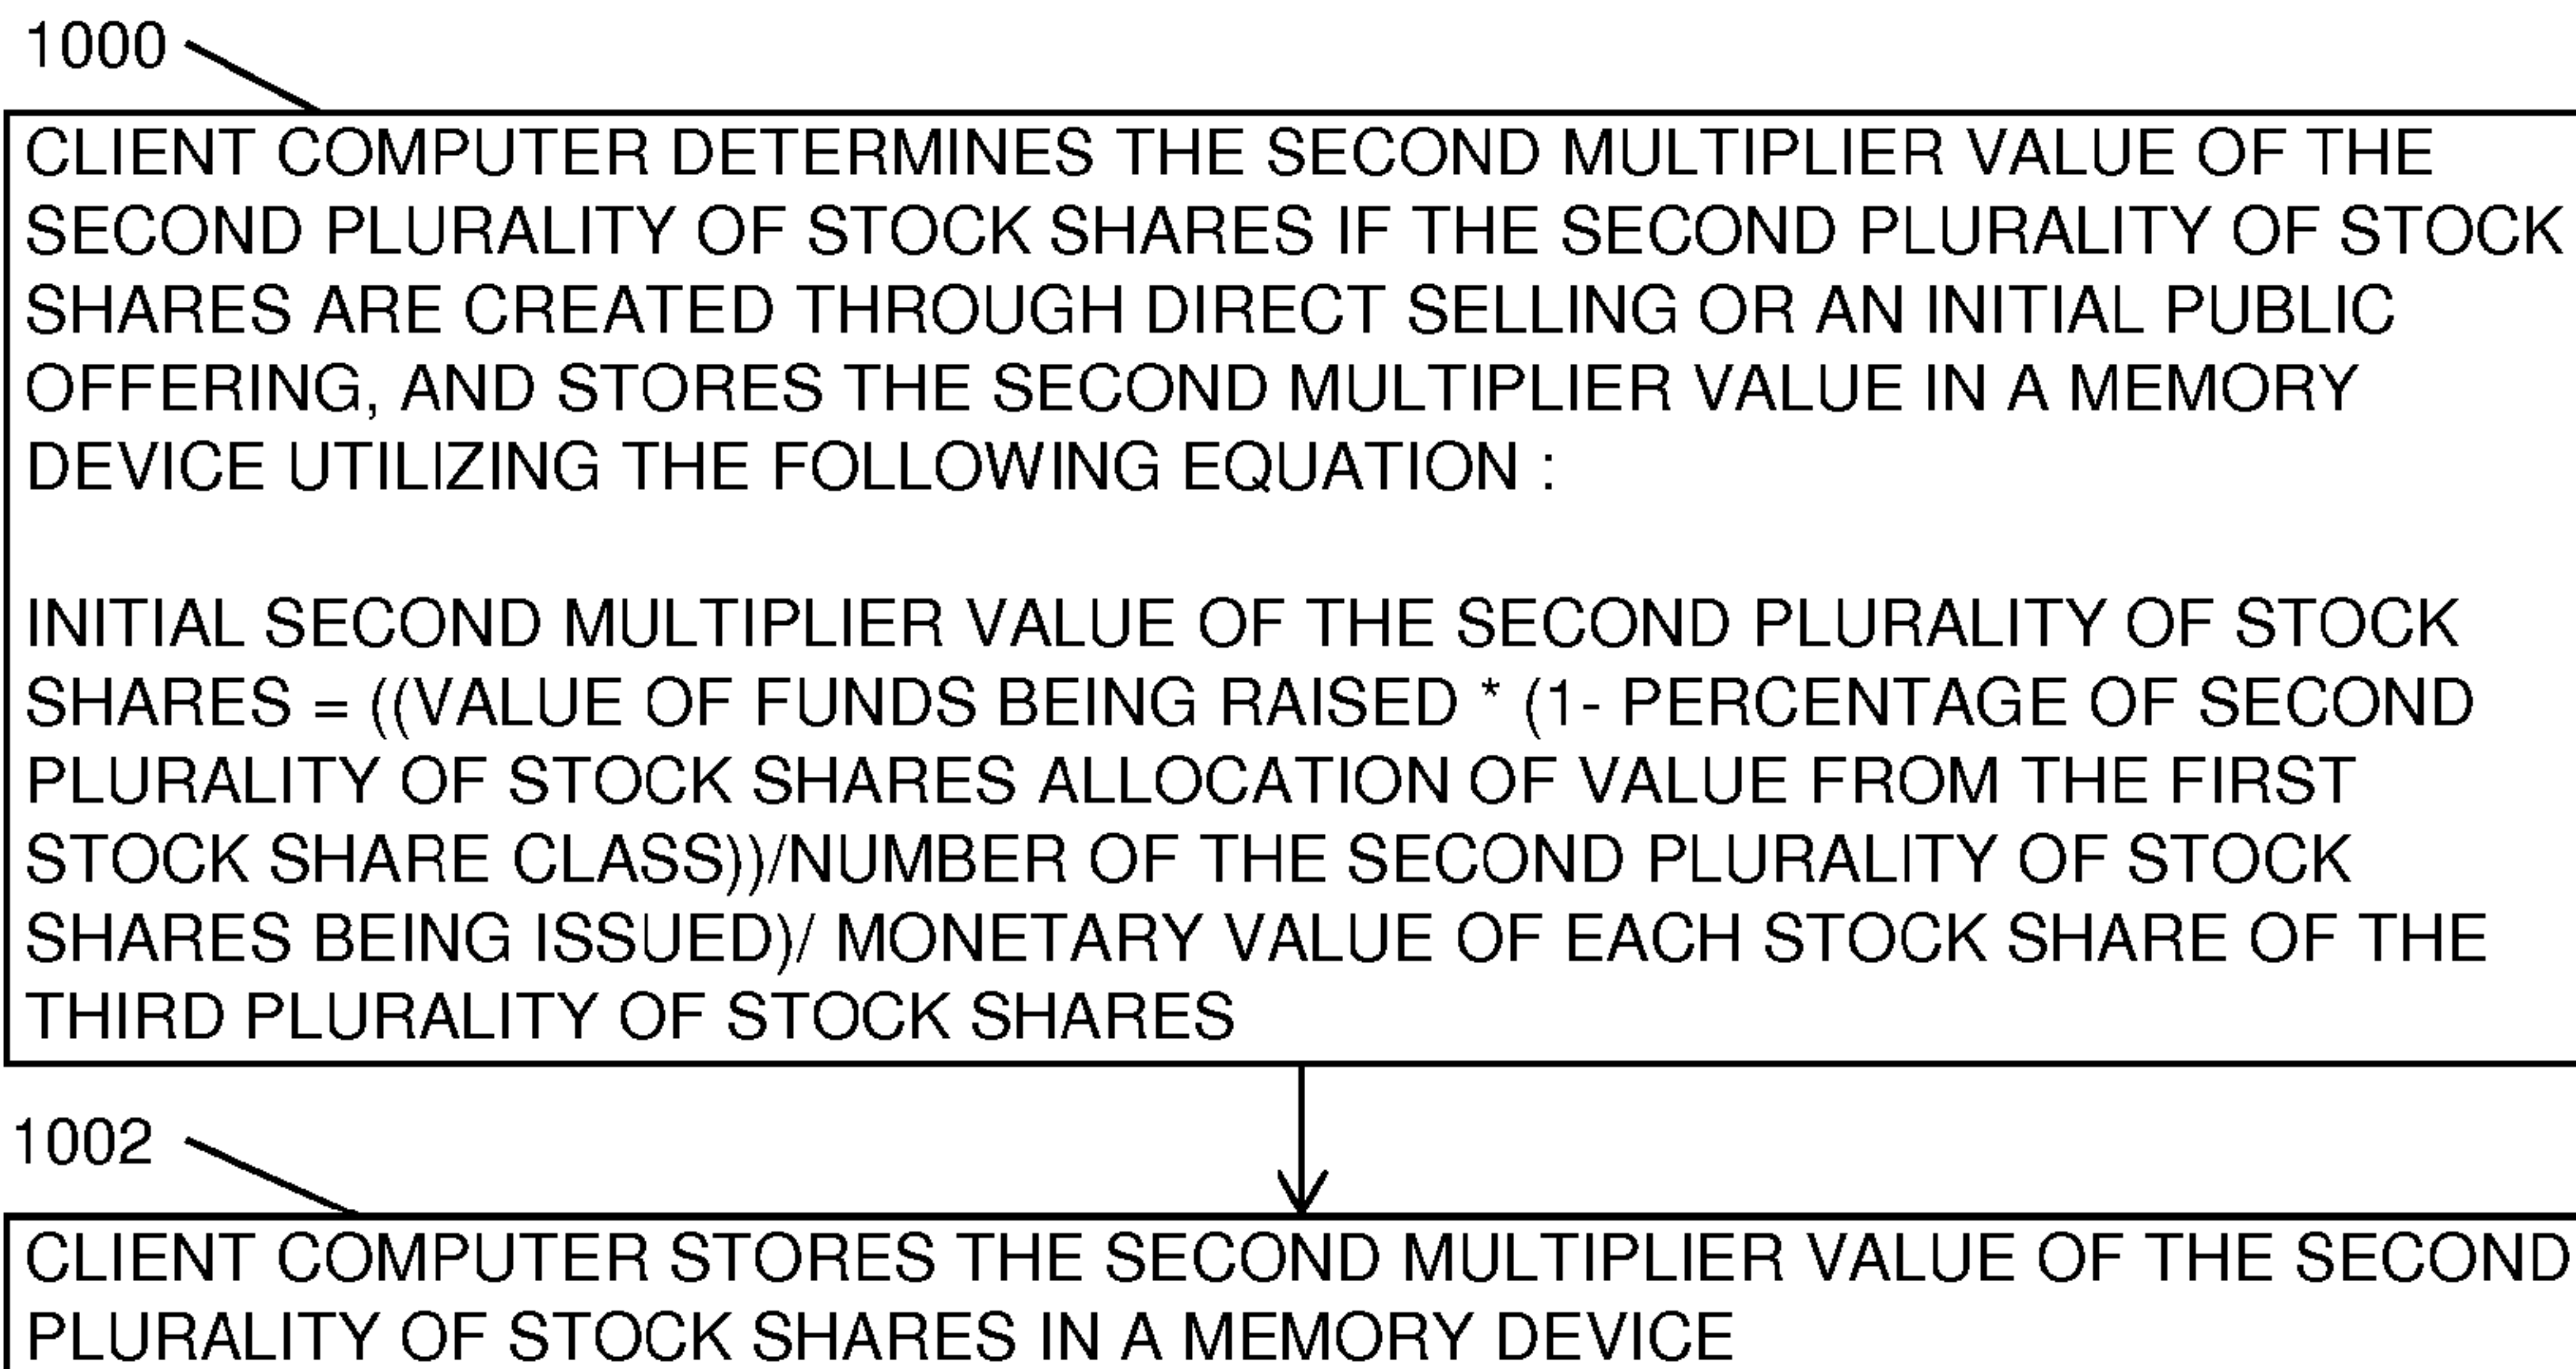 1000
CLIENT COMPUTER DETERMINES THE SECOND MULTIPLIER VALUE OF THE
SECOND PLURALITY OF STOCK SHARES IF THE SECOND PLURALITY OF STOCK
SHARES ARE CREATED THROUGH DIRECT SELLING OR AN INITIAL PUBLIC
OFFERING, AND STORES THE SECOND MULTIPLIER VALUE IN A MEMORY
DEVICE UTILIZING THE FOLLOWING EQUATION :
INITIAL SECOND MULTIPLIER VALUE OF THE SECOND PLURALITY OF STOCK
SHARES = ((VALUE OF FUNDS BEING RAISED * (1- PERCENTAGE OF SECOND
PLURALITY OF STOCK SHARES ALLOCATION OF VALUE FROM THE FIRST
STOCK SHARE CLASS))/NUMBER OF THE SECOND PLURALITY OF STOCK
SHARES BEING ISSUED)/ MONETARY VALUE OF EACH STOCK SHARE OF THE
THIRD PLURALITY OF STOCK SHARES
1002
CLIENT COMPUTER STORES THE SECOND MULTIPLIER VALUE OF THE SECOND
PLURALITY OF STOCK SHARES IN A MEMORY DEVICE